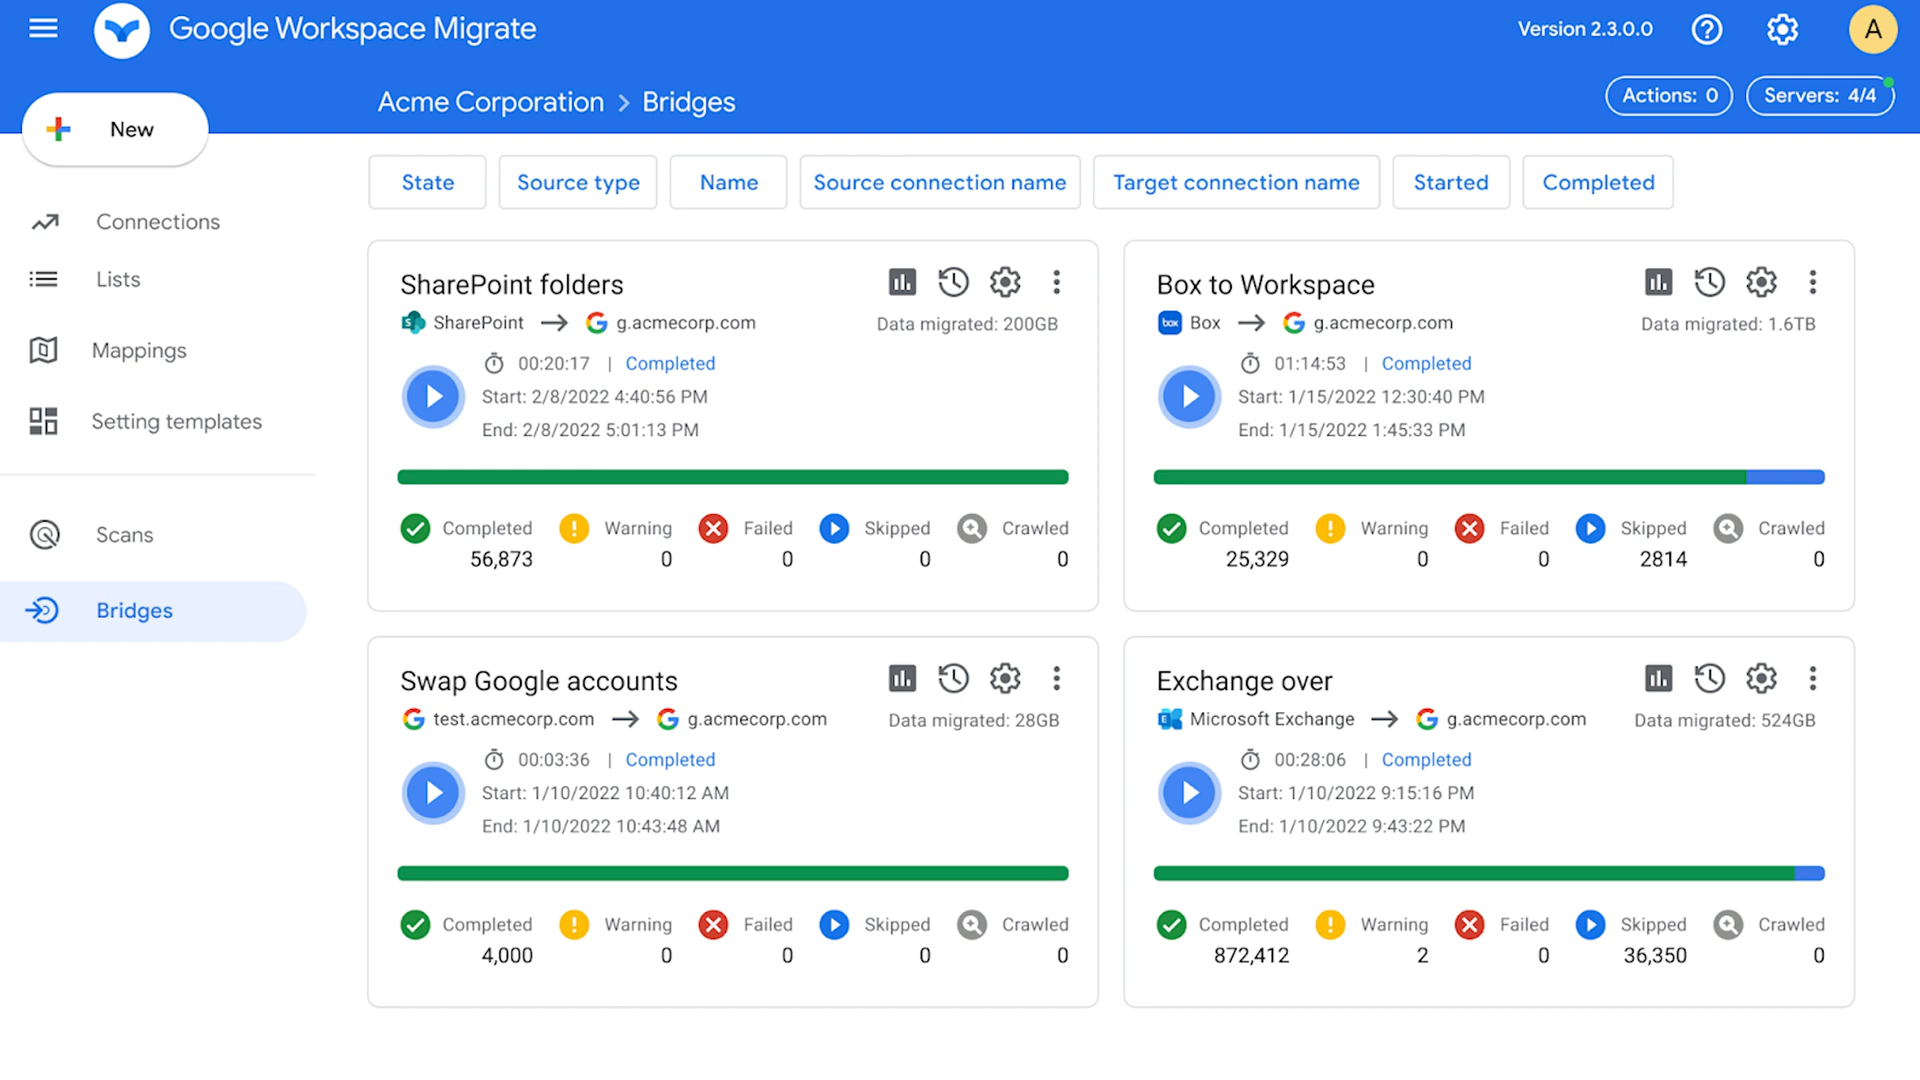 Google Workspace Migrate
Version 2.3.0.0
A
Acme Corporation > Bridges
Actions: 0
Servers: 4/4
New
Connections
Lists
Mappings
Setting templates
Scans
Bridges
State
Source type
Name
Source connection name
Target connection name
Started
Completed
SharePoint folders
SharePoint → g.acmecorp.com
Data migrated: 200GB
00:20:17 | Completed
Start: 2/8/2022 4:40:56 PM
End: 2/8/2022 5:01:13 PM
Completed Warning Failed Skipped Crawled
56,873 0 0 0 0
Box to Workspace
box Box → g.acmecorp.com
Data migrated: 1.6TB
01:14:53 | Completed
Start: 1/15/2022 12:30:40 PM
End: 1/15/2022 1:45:33 PM
Completed Warning Failed Skipped Crawled
25,329 0 0 2814 0
Swap Google accounts
test.acmecorp.com → g.acmecorp.com
Data migrated: 28GB
00:03:36 | Completed
Start: 1/10/2022 10:40:12 AM
End: 1/10/2022 10:43:48 AM
Completed Warning Failed Skipped Crawled
4,000 0 0 0 0
Exchange over
Microsoft Exchange → g.acmecorp.com
Data migrated: 524GB
00:28:06 | Completed
Start: 1/10/2022 9:15:16 PM
End: 1/10/2022 9:43:22 PM
Completed Warning Failed Skipped Crawled
872,412 2 0 36,350 0